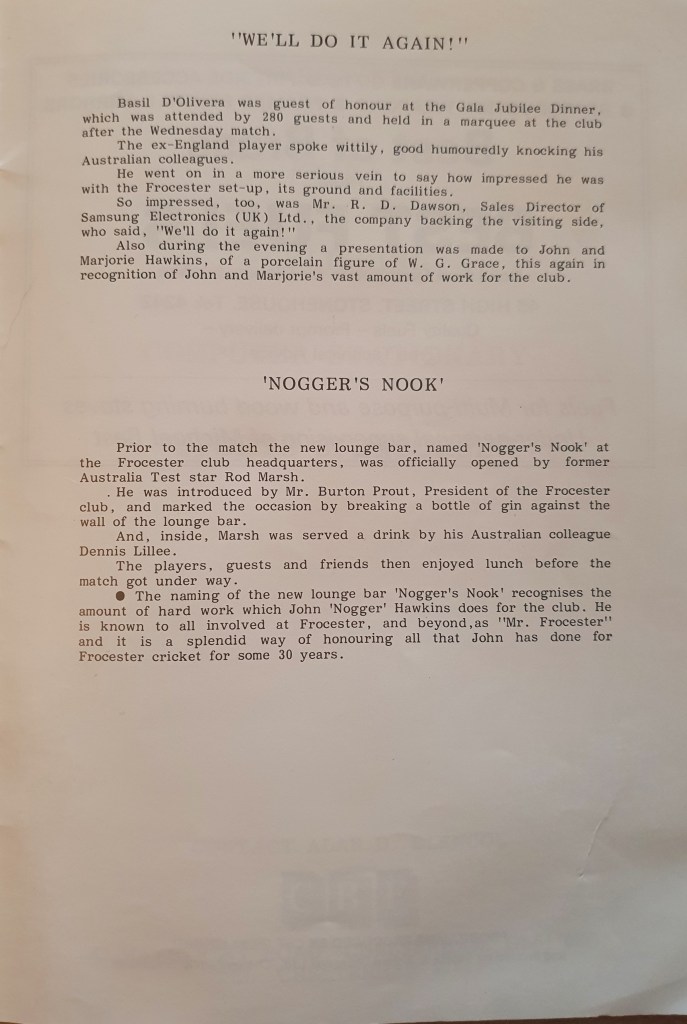 "WE'LL DO IT AGAIN!"
Basil D'Olivera was guest of honour at the Gala Jubilee Dinner,
which was attended by 280 guests and held in a marquee at the club
after the Wednesday match.
The ex-England player spoke wittily, good humouredly knocking his
Australian colleagues.
He went on in a more serious vein to say how impressed he was
with the Frocester set-up, its ground and facilities.
So impressed, too, was Mr. R. D. Dawson, Sales Director of
Samsung Electronics (UK) Ltd., the company backing the visiting side,
who said, "We'll do it again!"
Also during the evening a presentation was made to John and
Marjorie Hawkins, of a porcelain figure of W. G. Grace, this again in
recognition of John and Marjorie's vast amount of work for the club.
'NOGGER'S NOOK'
Prior to the match the new lounge bar, named 'Nogger's Nook' at
the Frocester club headquarters, was officially opened by former
Australia Test star Rod Marsh.
. He was introduced by Mr. Burton Prout, President of the Frocester
club, and marked the occasion by breaking a bottle of gin against the
wall of the lounge bar.
And, inside, Marsh was served a drink by his Australian colleague
Dennis Lillee.
The players, guests and friends then enjoyed lunch before the
match got under way.
● The naming of the new lounge bar 'Nogger's Nook' recognises the
amount of hard work which John 'Nogger' Hawkins does for the club. He
is known to all involved at Frocester, and beyond,as "Mr. Frocester"
and it is a splendid way of honouring all that John has done for
Frocester cricket for some 30 years.